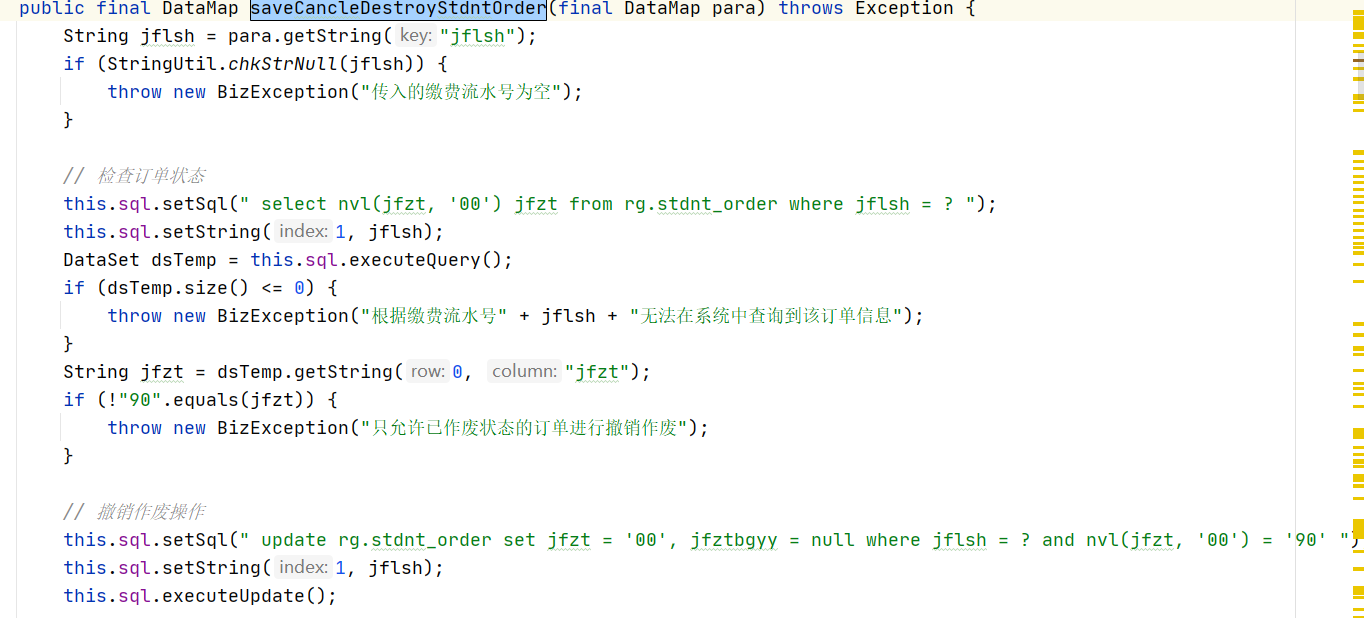 public final DataMap saveCancleDestroyStdntOrder(final DataMap para) throws Exception {
String jflsh = para.getString( key: "jflsh");
if (StringUtil.chkStrNull(jflsh)) {
throw new BizException("传入的缴费流水号为空");
}
// 检查订单状态
this.sql.setSql(" select nvl(jfzt, '00') jfzt from rg.stdnt_order where jflsh = ? ");
this.sql.setString( index: 1, jflsh);
DataSet dsTemp = this.sql.executeQuery();
if (dsTemp.size() <= 0) {
throw new BizException("根据缴费流水号" + jflsh + "无法在系统中查询到该订单信息");
}
String jfzt = dsTemp.getString( row: 0, column: "jfzt");
if (!"90".equals(jfzt)) {
throw new BizException("只允许已作废状态的订单进行撤销作废");
}
// 撤销作废操作
this.sql.setSql(" update rg.stdnt_order set jfzt = '00', jfztbgyy = null where jflsh = ? and nvl(jfzt, '00') = '90' ")
this.sql.setString( index: 1, jflsh);
this.sql.executeUpdate();